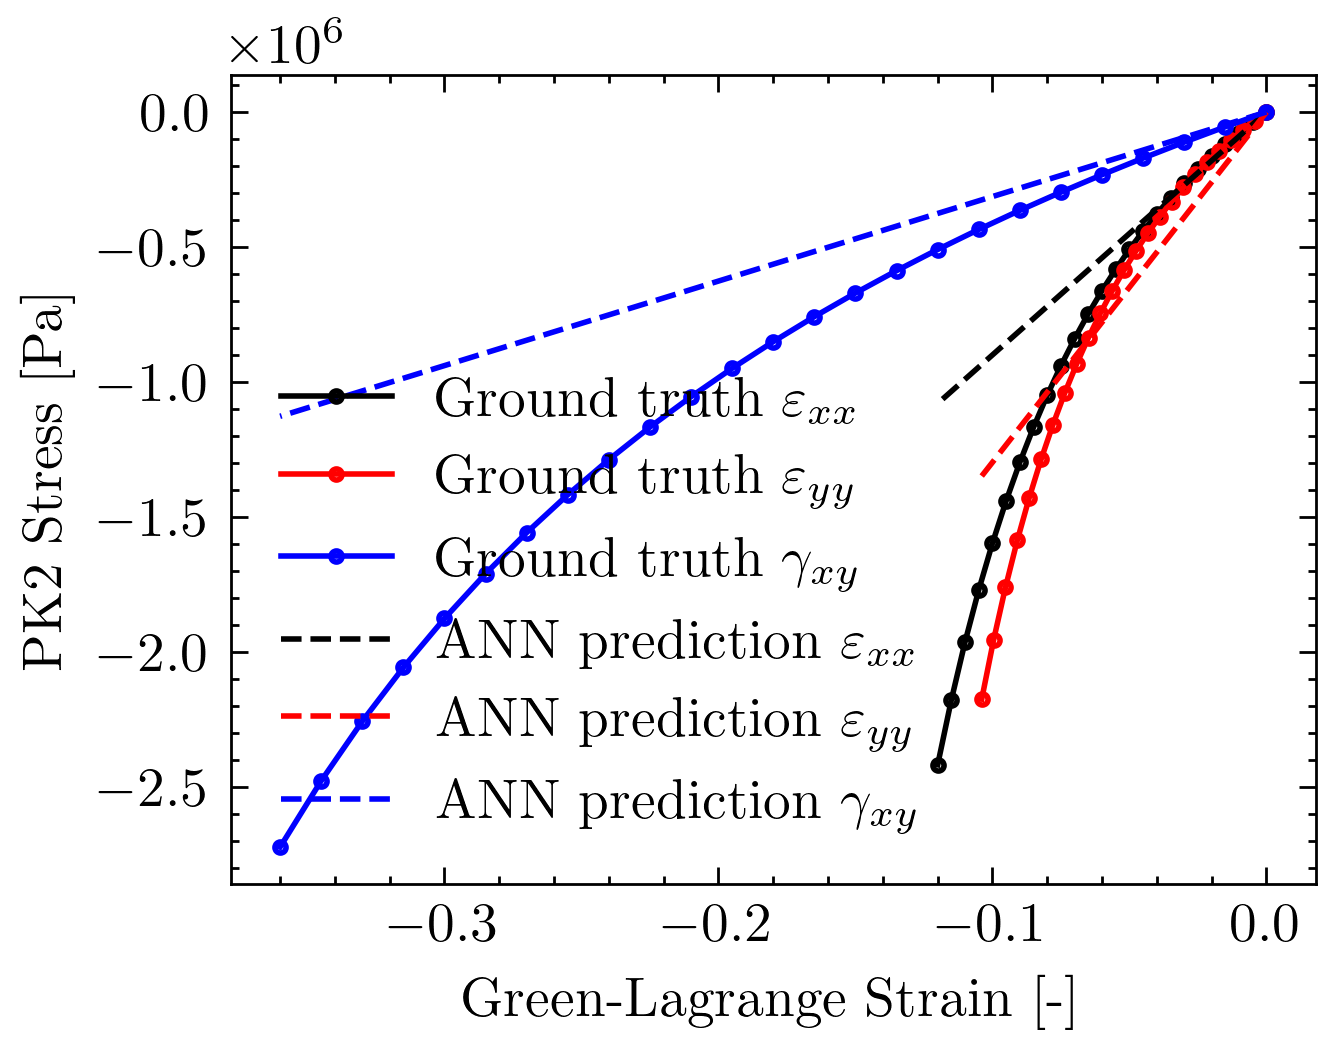 ×10⁶
0.0
−0.5
−1.0
−1.5
−2.0
−2.5
PK2 Stress [Pa]
Ground truth εₓₓ
Ground truth ε_yy
Ground truth γ_xy
ANN prediction εₓₓ
ANN prediction ε_yy
ANN prediction γ_xy
−0.3 −0.2 −0.1 0.0
Green-Lagrange Strain [-]